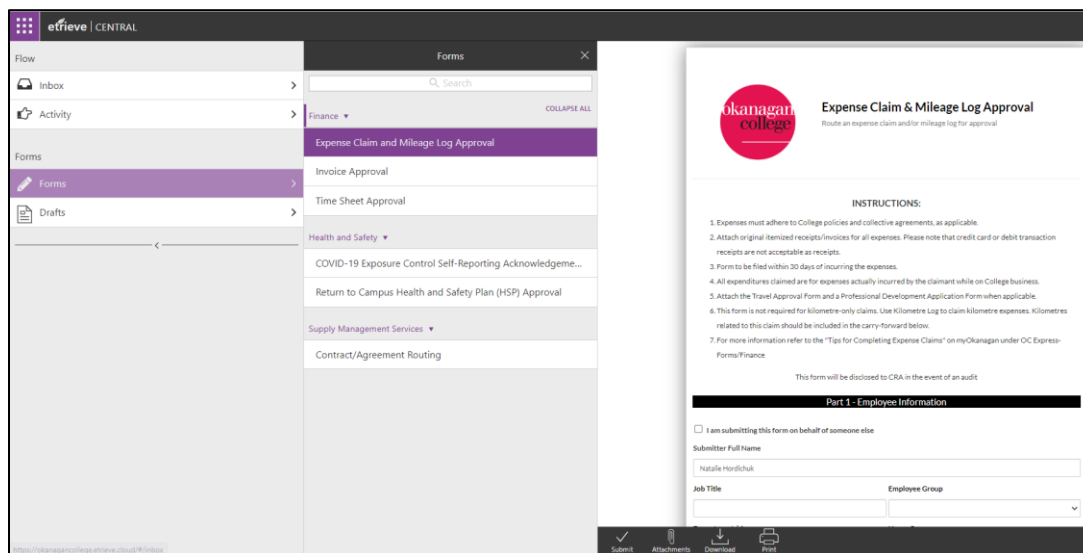 etrieve | CENTRAL
Flow
Inbox
Activity
Forms
Forms
Drafts
Forms
Search
COLLAPSE ALL
Finance
Expense Claim and Mileage Log Approval
Invoice Approval
Time Sheet Approval
Health and Safety
COVID-19 Exposure Control Self-Reporting Acknowledgeme...
Return to Campus Health and Safety Plan (HSP) Approval
Supply Management Services
Contract/Agreement Routing
okanagan
college
Expense Claim & Mileage Log Approval
Route an expense claim and/or mileage log for approval
INSTRUCTIONS:
1. Expenses must adhere to College policies and collective agreements, as applicable.
2. Attach original itemized receipts/invoices for all expenses. Please note that credit card or debit transaction
receipts are not acceptable as receipts.
3. Form to be filed within 30 days of incurring the expenses.
4. All expenditures claimed are for expenses actually incurred by the claimant while on College business.
5. Attach the Travel Approval Form and a Professional Development Application Form when applicable.
6. This form is not required for kilometre-only claims. Use Kilometre Log to claim kilometre expenses. Kilometres
related to this claim should be included in the carry-forward below.
7. For more information refer to the "Tips for Completing Expense Claims" on myOkanagan under OC Express-
Forms/Finance
This form will be disclosed to CRA in the event of an audit
Part 1 - Employee Information
I am submitting this form on behalf of someone else
Submitter Full Name
Natalie Hordichuk
Job Title
Employee Group
Submit
Attachments
Download
Print
https://okanagancollege.etrieve.cloud/#/inbox